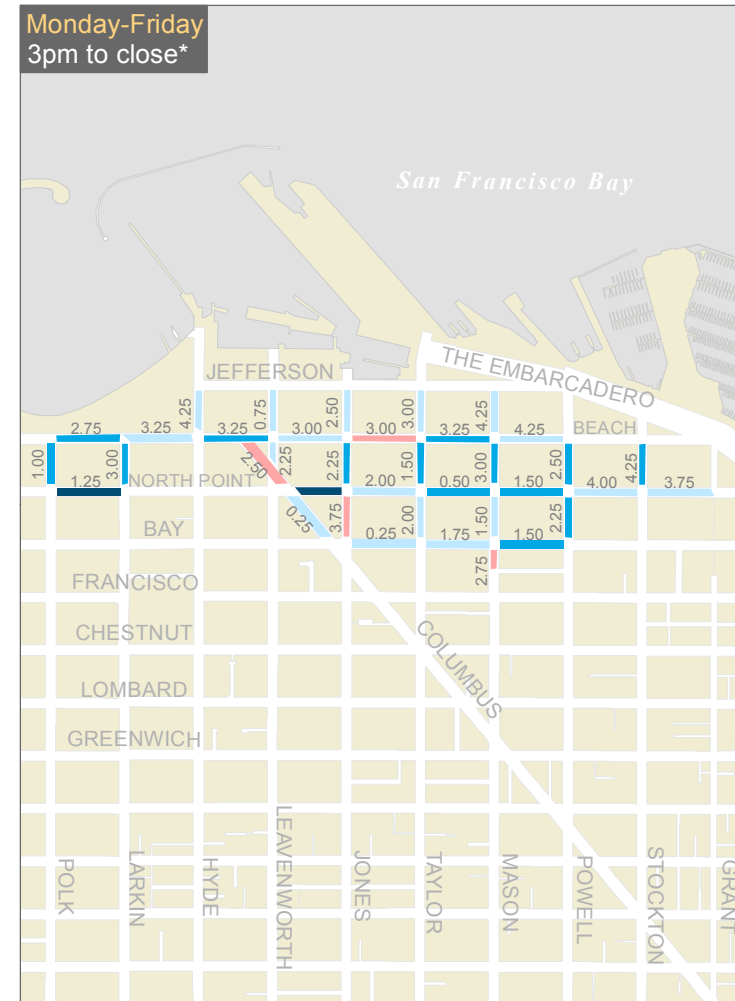 Monday-Friday
3pm to close*
San Francisco Bay
THE EMBARCADERO
JEFFERSON
2.75
3.25
4.25
3.25
0.75
3.00
2.50
3.00
3.00
3.25
4.25
4.25
BEACH
1.00
3.00
2.50
2.25
2.25
1.50
3.00
2.50
4.25
1.25
NORTH POINT
2.00
0.50
1.50
4.00
3.75
BAY
0.25
3.75
0.25
2.00
1.75
1.50
1.50
2.25
2.75
FRANCISCO
CHESTNUT
COLUMBUS
LOMBARD
GREENWICH
POLK
LARKIN
HYDE
LEAVENWORTH
JONES
TAYLOR
MASON
POWELL
STOCKTON
GRANT